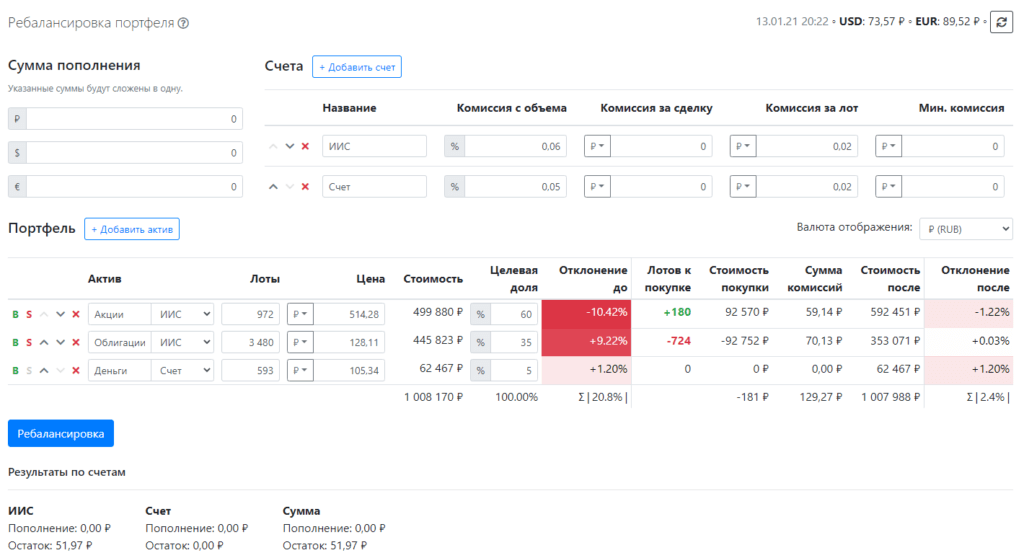 Ребалансировка портфеля ?
13.01.21 20:22 • USD: 73,57 ₽ • EUR: 89,52 ₽ •
Сумма пополнения
Указанные суммы будут сложены в одну.
₽ 0
$ 0
€ 0
Счета + Добавить счет
Название Комиссия с объема Комиссия за сделку Комиссия за лот Мин. комиссия
ИИС % 0,06 ₽ 0 ₽ 0,02 ₽ 0
Счет % 0,05 ₽ 0 ₽ 0,02 ₽ 0
Портфель + Добавить актив
Валюта отображения: ₽ (RUB)
Актив Лоты Цена Стоимость Целевая доля Отклонение до Лотов к покупке Стоимость покупки Сумма комиссий Стоимость после Отклонение после
B S Акции ИИС 972 ₽ 514,28 499 880 ₽ % 60 -10.42% +180 92 570 ₽ 59,14 ₽ 592 451 ₽ -1.22%
B S Облигации ИИС 3 480 ₽ 128,11 445 823 ₽ % 35 +9.22% -724 -92 752 ₽ 70,13 ₽ 353 071 ₽ +0.03%
B S Деньги Счет 593 ₽ 105,34 62 467 ₽ % 5 +1.20% 0 0 ₽ 0,00 ₽ 62 467 ₽ +1.20%
1 008 170 ₽ 100.00% Σ | 20.8% | -181 ₽ 129,27 ₽ 1 007 988 ₽ Σ | 2.4% |
Ребалансировка
Результаты по счетам
ИИС Счет Сумма
Пополнение: 0,00 ₽ Пополнение: 0,00 ₽ Пополнение: 0,00 ₽
Остаток: 51,97 ₽ Остаток: 0,00 ₽ Остаток: 51,97 ₽